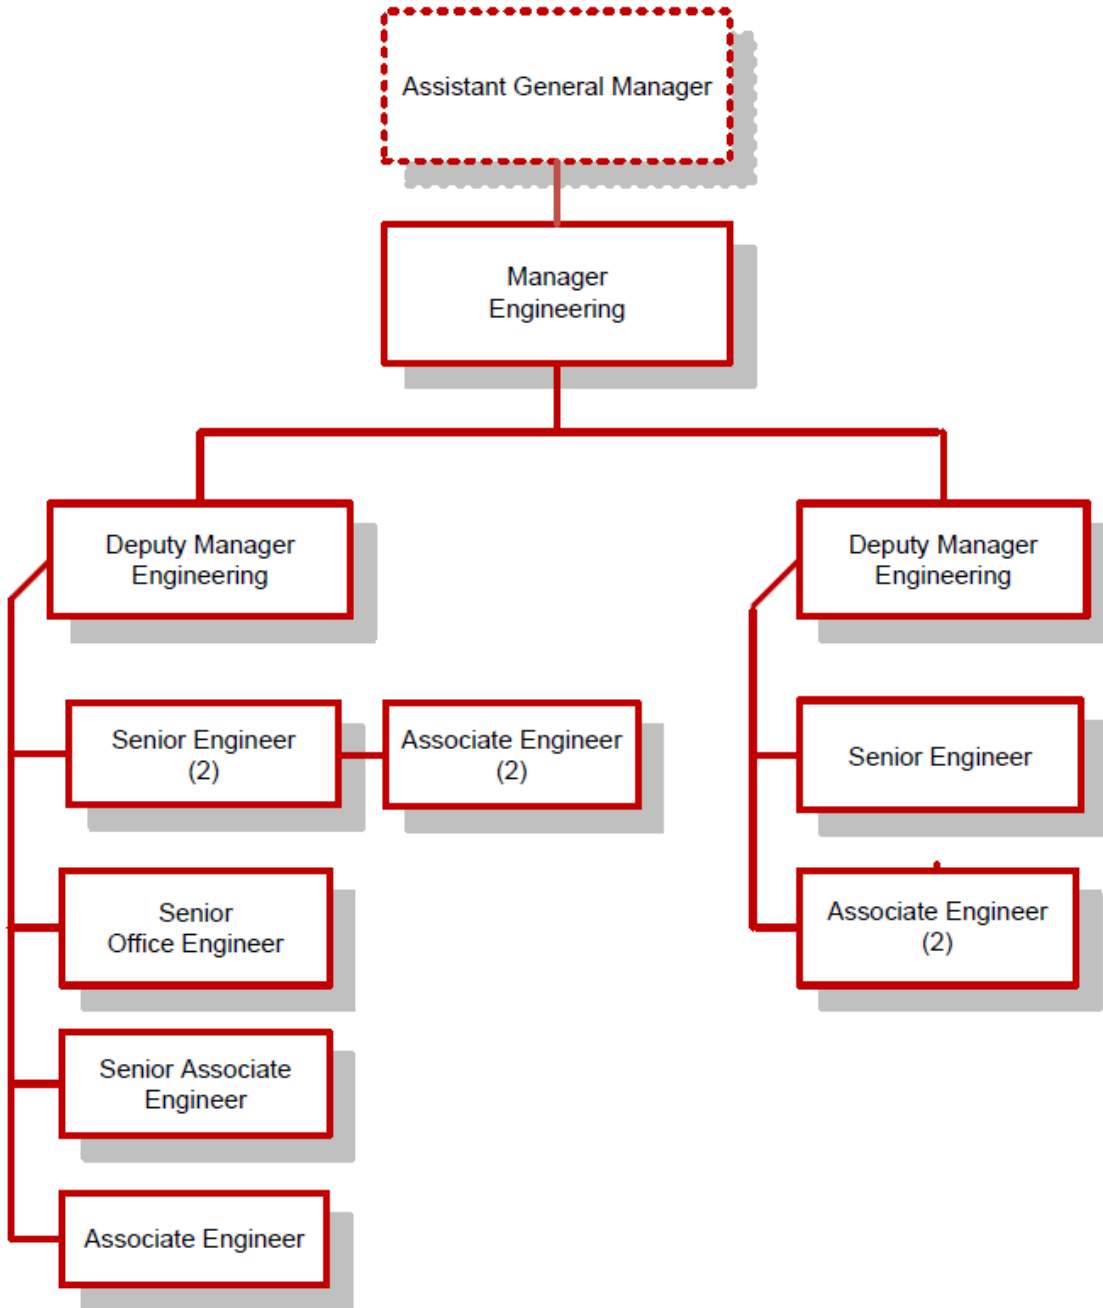 Assistant General Manager
Manager
Engineering
Deputy Manager
Engineering
Deputy Manager
Engineering
Senior Engineer
(2)
Associate Engineer
(2)
Senior Engineer
Senior
Office Engineer
Associate Engineer
(2)
Senior Associate
Engineer
Associate Engineer